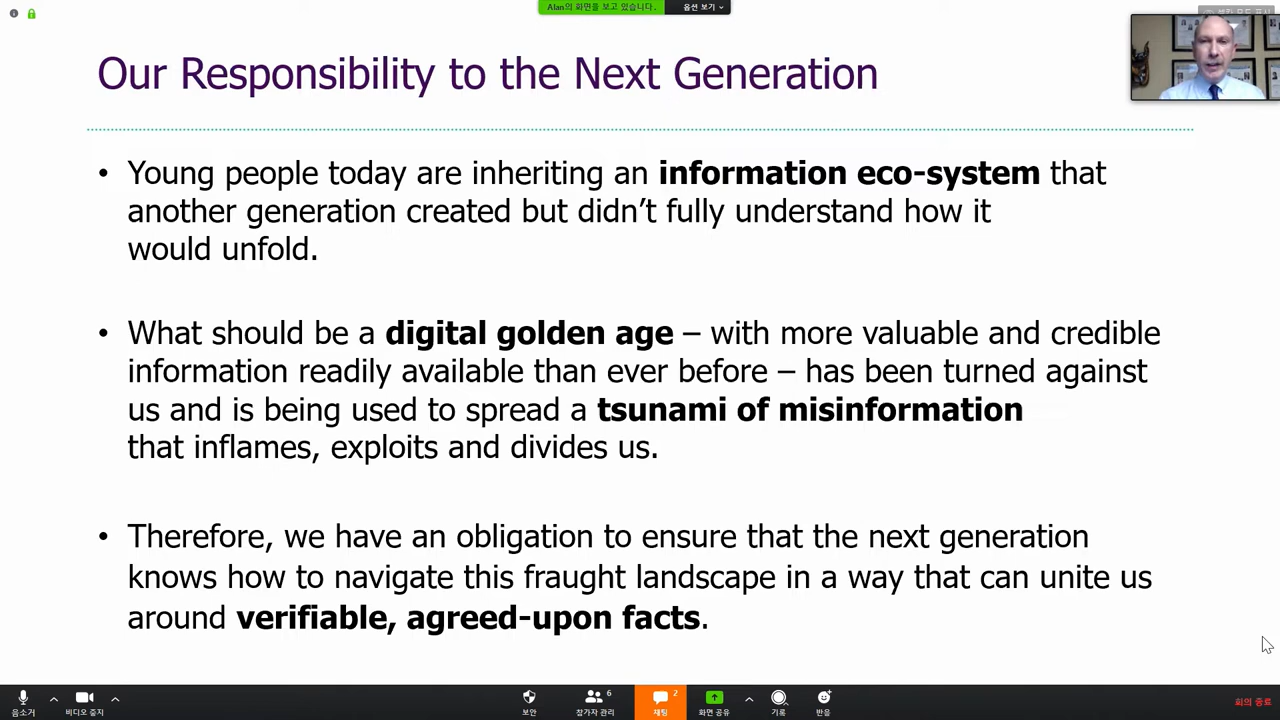 Alan의 화면을 보고 있습니다.
옵션 보기
Our Responsibility to the Next Generation
• Young people today are inheriting an information eco-system that
another generation created but didn’t fully understand how it
would unfold.
• What should be a digital golden age – with more valuable and credible
information readily available than ever before – has been turned against
us and is being used to spread a tsunami of misinformation
that inflames, exploits and divides us.
• Therefore, we have an obligation to ensure that the next generation
knows how to navigate this fraught landscape in a way that can unite us
around verifiable, agreed-upon facts.
음소거
비디오 중지
보안
6
참가자 관리
2
채팅
화면 공유
기록
반응
회의 종료